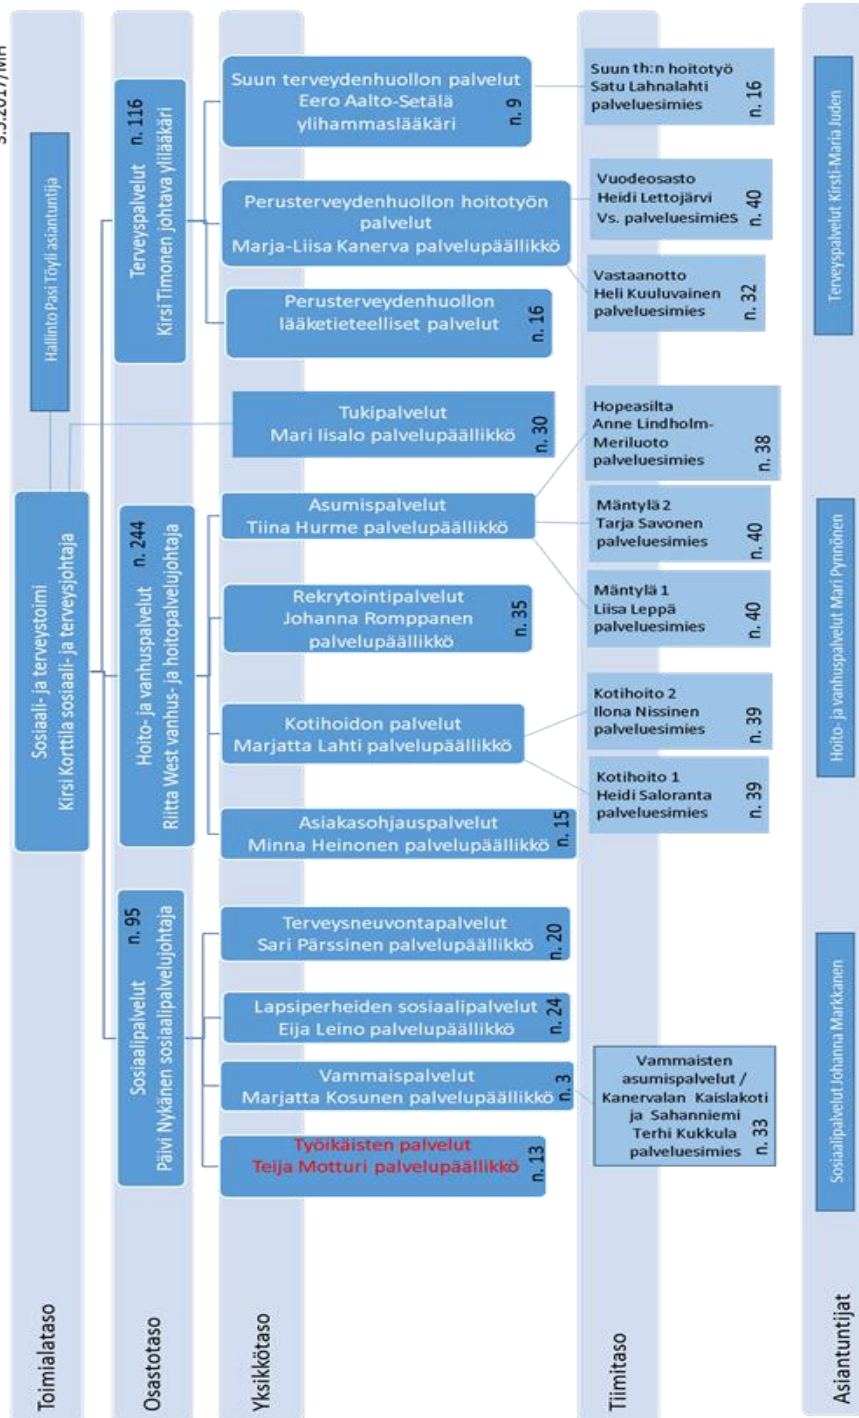 3.5.2017/MH
Toimialataso
Sosiaali- ja terveystoimi
Kirsi Korttila sosiaali- ja terveysjohtaja
Hallinto Pasi Töyli asiantuntija
Osastotaso
Sosiaalipalvelut
n. 95
Päivi Nykänen sosiaalipalvelujohtaja
Hoito- ja vanhuspalvelut
n. 244
Riitta West vanhus- ja hoitopalvelujohtaja
Terveyspalvelut
n. 116
Kirsi Timonen johtava ylilääkäri
Yksikkötaso
Suun terveydenhuollon palvelut
Eero Aalto-Setälä
ylihammaslääkäri
n. 9
Perusterveydenhuollon hoitotyön
palvelut
Marja-Liisa Kanerva palvelupäällikkö
Perusterveydenhuollon
lääketieteelliset palvelut
n. 16
Tukipalvelut
Mari Iisalo palvelupäällikkö
n. 30
Asumispalvelut
Tiina Hurme palvelupäällikkö
Rekrytointipalvelut
Johanna Romppanen
palvelupäällikkö
n. 35
Kotihoidon palvelut
Marjatta Lahti palvelupäällikkö
Asiakasohjauspalvelut
Minna Heinonen palvelupäällikkö
n. 15
Terveysneuvontapalvelut
Sari Pärssinen palvelupäällikkö
n. 20
Lapsiperheiden sosiaalipalvelut
Eija Leino palvelupäällikkö
n. 24
Vammaispalvelut
Marjatta Kosunen palvelupäällikkö
n. 3
Työikäisten palvelut
Teija Motturi palvelupäällikkö
n. 13
Tiimitaso
Suun th:n hoitotyö
Satu Lahnalahti
palveluesimies
n. 16
Vuodeosasto
Heidi Lettojärvi
Vs. palveluesimies
n. 40
Vastaanotto
Heli Kuuluvainen
palveluesimies
n. 32
Hopeasilta
Anne Lindholm-
Meriluoto
palveluesimies
n. 38
Mäntylä 2
Tarja Savonen
palveluesimies
n. 40
Mäntylä 1
Liisa Leppä
palveluesimies
n. 40
Kotihoito 2
Ilona Nissinen
palveluesimies
n. 39
Kotihoito 1
Heidi Saloranta
palveluesimies
n. 39
Vammaisten
asumispalvelut /
Kanervalan Kaislakoti
ja Sahanniemi
Terhi Kukkula
palveluesimies
n. 33
Asiantuntijat
Sosiaalipalvelut Johanna Markkanen
Hoito- ja vanhuspalvelut Mari Pynnönen
Terveyspalvelut Kirsti-Maria Juden